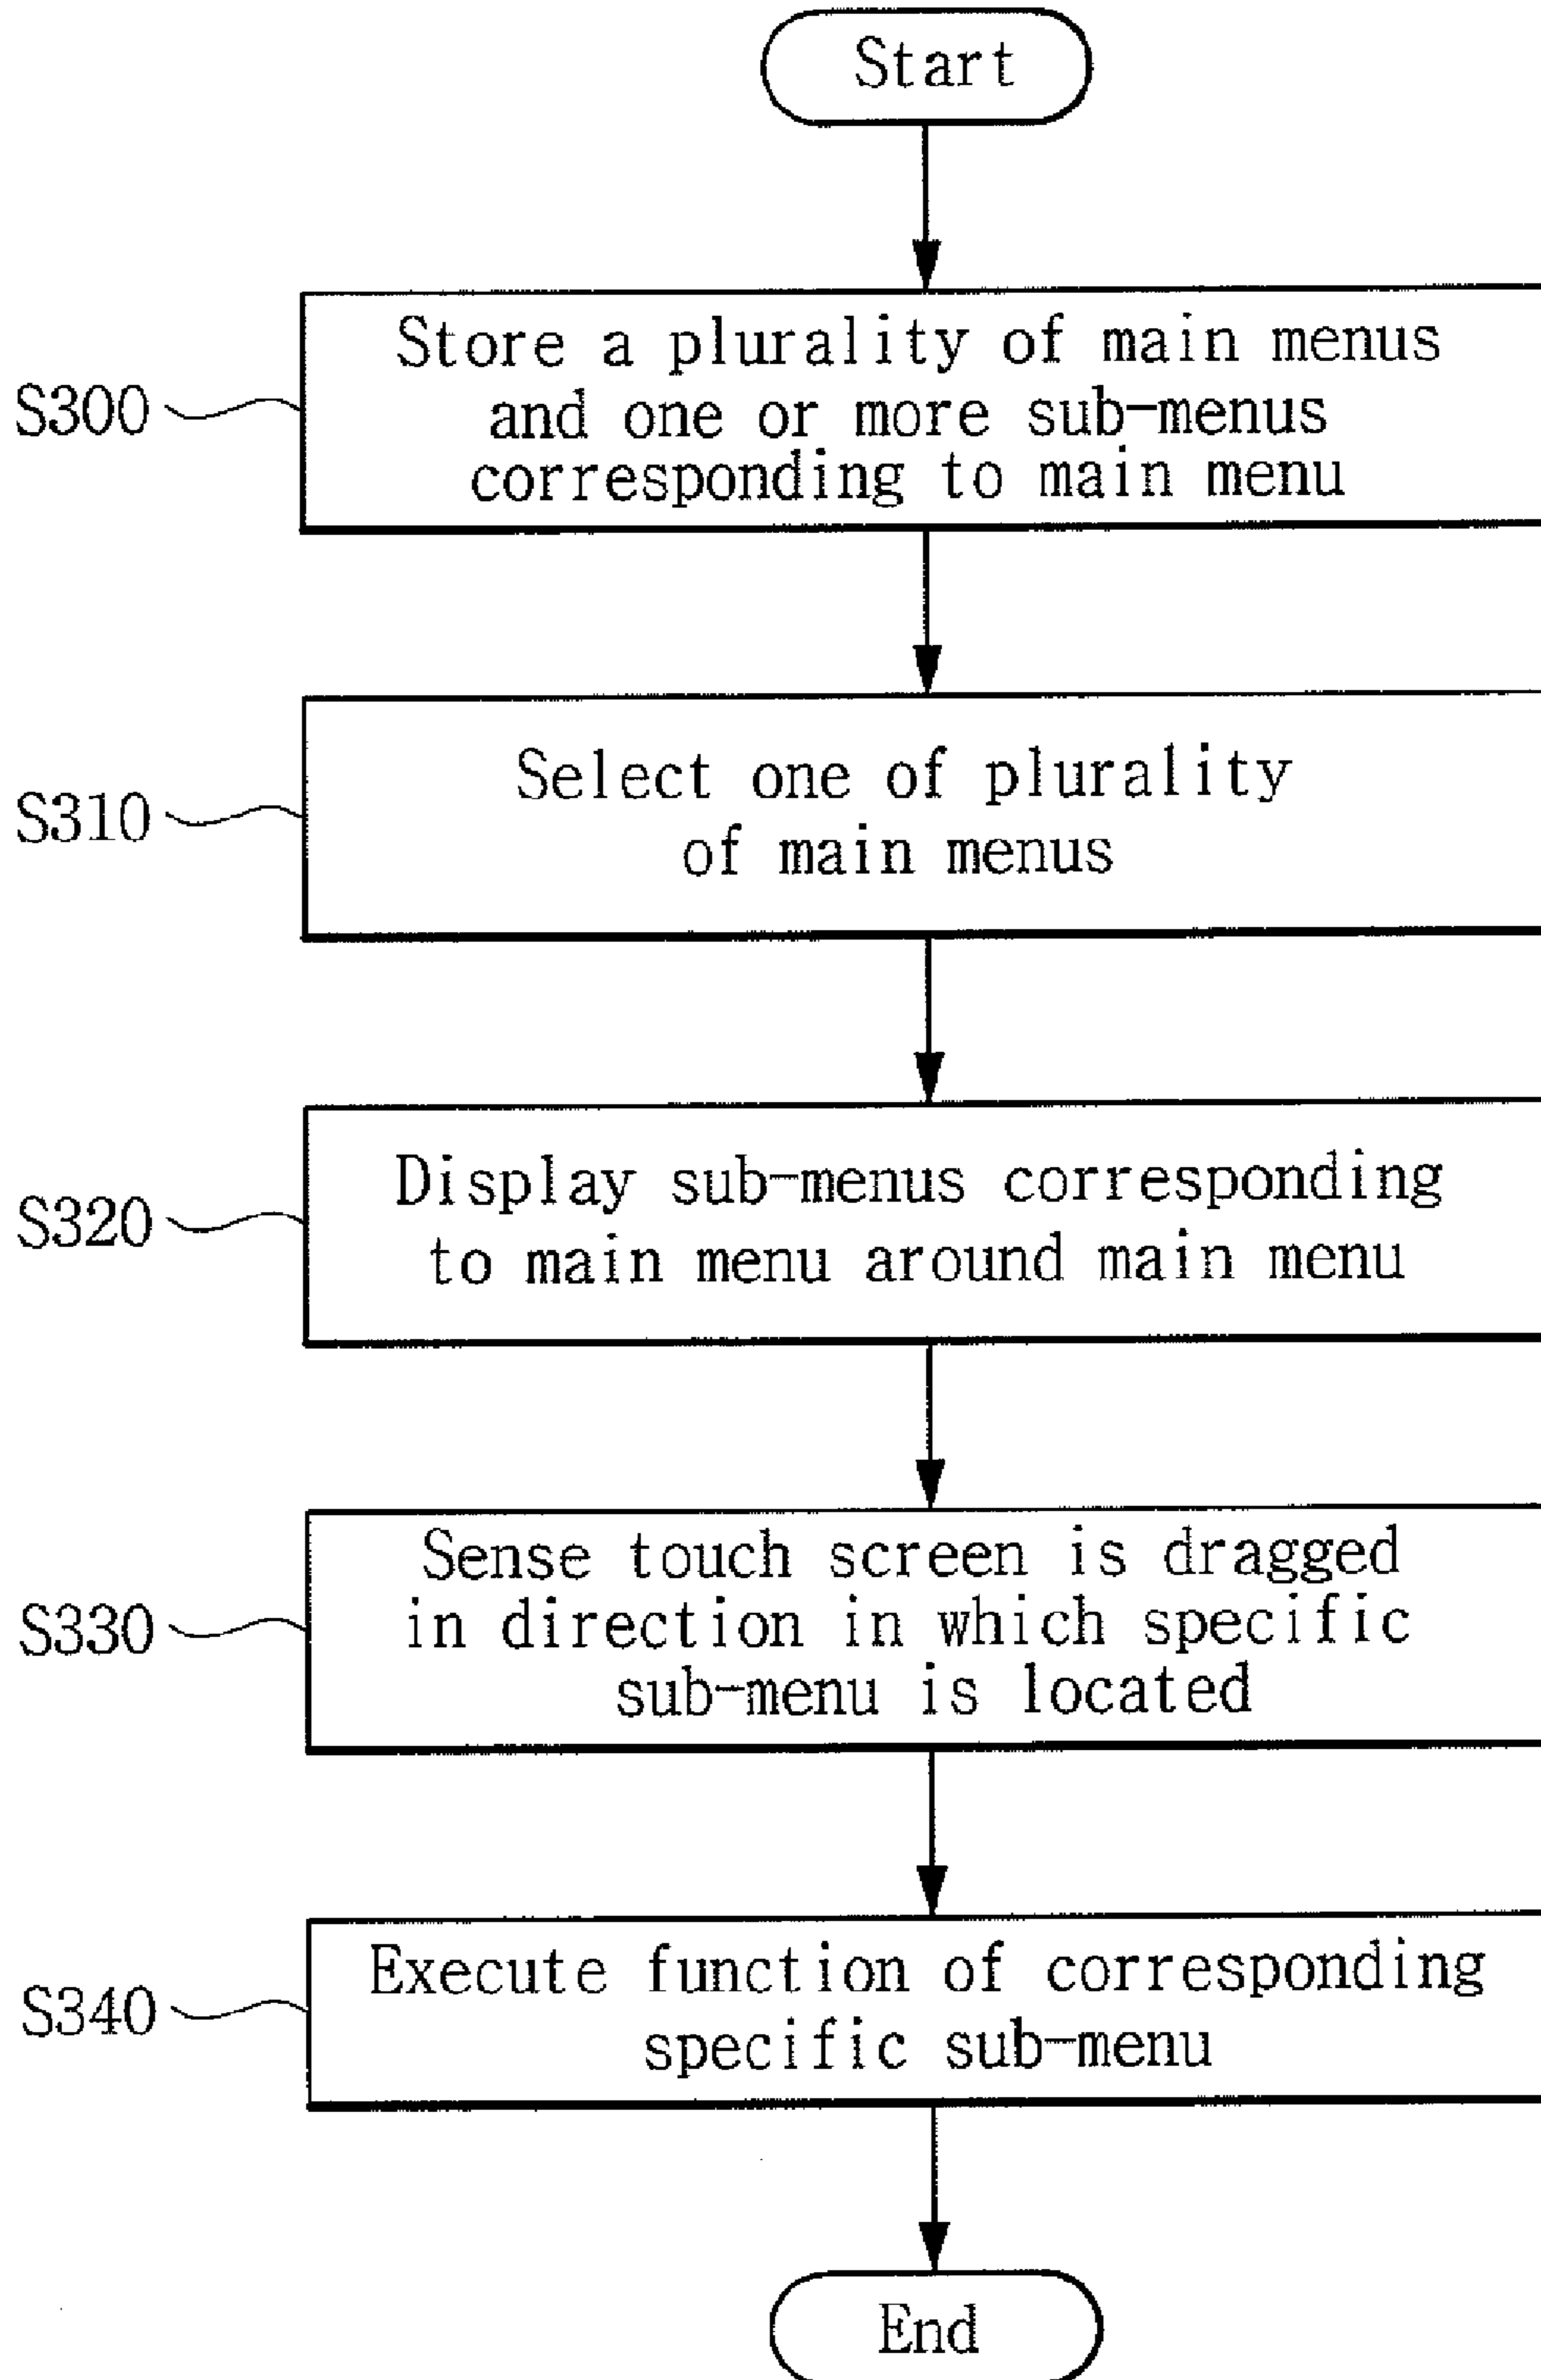 Start
S300
Store a plurality of main menus
and one or more sub-menus
corresponding to main menu
S310
Select one of plurality
of main menus
S320
Display sub-menus corresponding
to main menu around main menu
S330
Sense touch screen is dragged
in direction in which specific
sub-menu is located
S340
Execute function of corresponding
specific sub-menu
End